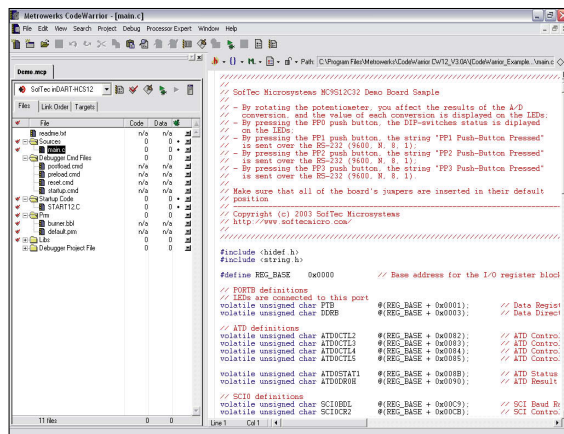 Metrowerks CodeWarrior - [main.c]
File Edit View Search Project Debug Processor Expert Window Help
Path: C:\Program Files\Metrowerks\CodeWarrior CW12_V3.0A\(CodeWarrior_Example...\main.c
Demo.mcp
SofTec inDART-HCS12
Files Link Order Targets
File Code Data
readme.txt n/a n/a
Sources 0 0
main.c 0 0
Debugger Cmd Files 0 0
postload.cmd n/a n/a
preload.cmd n/a n/a
reset.cmd n/a n/a
startup.cmd n/a n/a
Startup Code 0 0
START12.C 0 0
Prm 0 0
burner.bbl n/a n/a
default.prm n/a n/a
Libs 0 0
Debugger Project File 0 0
11 files 0 0
//
// SofTec Microsystems MC9S12C32 Demo Board Sample
//
// - By rotating the potentiometer, you affect the results of the A/D
// conversion, and the value of each conversion is displayed on the LEDs;
// - By pressing the PP0 push button, the DIP-switches status is diplayed
// on the LEDs;
// - By pressing the PP1 push button, the string "PP1 Push-Button Pressed"
// is sent over the RS-232 (9600, N, 8, 1);
// - By pressing the PP2 push button, the string "PP2 Push-Button Pressed"
// is sent over the RS-232 (9600, N, 8, 1);
// - By pressing the PP3 push button, the string "PP3 Push-Button Pressed"
// is sent over the RS-232 (9600, N, 8, 1).
//
// Make sure that all of the board's jumpers are inserted in their default
// position
//
// Copyright (c) 2003 SofTec Microsystems
// http://www.softecmicro.com/
//
#include <hidef.h>
#include <string.h>
#define REG_BASE 0x0000 // Base address for the I/O register block
// PORTB definitions
// LEDs are connected to this port
volatile unsigned char PTB @(REG_BASE + 0x0001); // Data Regist
volatile unsigned char DDRB @(REG_BASE + 0x0003); // Data Direct
// ATD definitions
volatile unsigned char ATD0CTL2 @(REG_BASE + 0x0082); // ATD Contro
volatile unsigned char ATD0CTL3 @(REG_BASE + 0x0083); // ATD Contro
volatile unsigned char ATD0CTL4 @(REG_BASE + 0x0084); // ATD Contro
volatile unsigned char ATD0CTL5 @(REG_BASE + 0x0085); // ATD Contro
volatile unsigned char ATD0STAT1 @(REG_BASE + 0x008B); // ATD Status
volatile unsigned char ATD0DR0H @(REG_BASE + 0x0090); // ATD Result
// SCI0 definitions
volatile unsigned char SCI0BDL @(REG_BASE + 0x00C9); // SCI Baud Ra
volatile unsigned char SCI0CR2 @(REG_BASE + 0x00CB); // SCI Contro
Line 1 Col 1